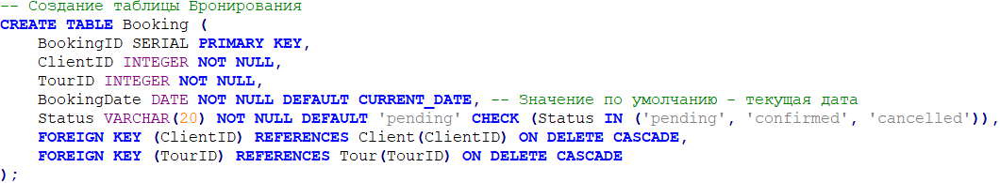 -- Создание таблицы Бронирования
CREATE TABLE Booking (
    BookingID SERIAL PRIMARY KEY,
    ClientID INTEGER NOT NULL,
    TourID INTEGER NOT NULL,
    BookingDate DATE NOT NULL DEFAULT CURRENT_DATE, -- Значение по умолчанию - текущая дата
    Status VARCHAR(20) NOT NULL DEFAULT 'pending' CHECK (Status IN ('pending', 'confirmed', 'cancelled')),
    FOREIGN KEY (ClientID) REFERENCES Client(ClientID) ON DELETE CASCADE,
    FOREIGN KEY (TourID) REFERENCES Tour(TourID) ON DELETE CASCADE
);